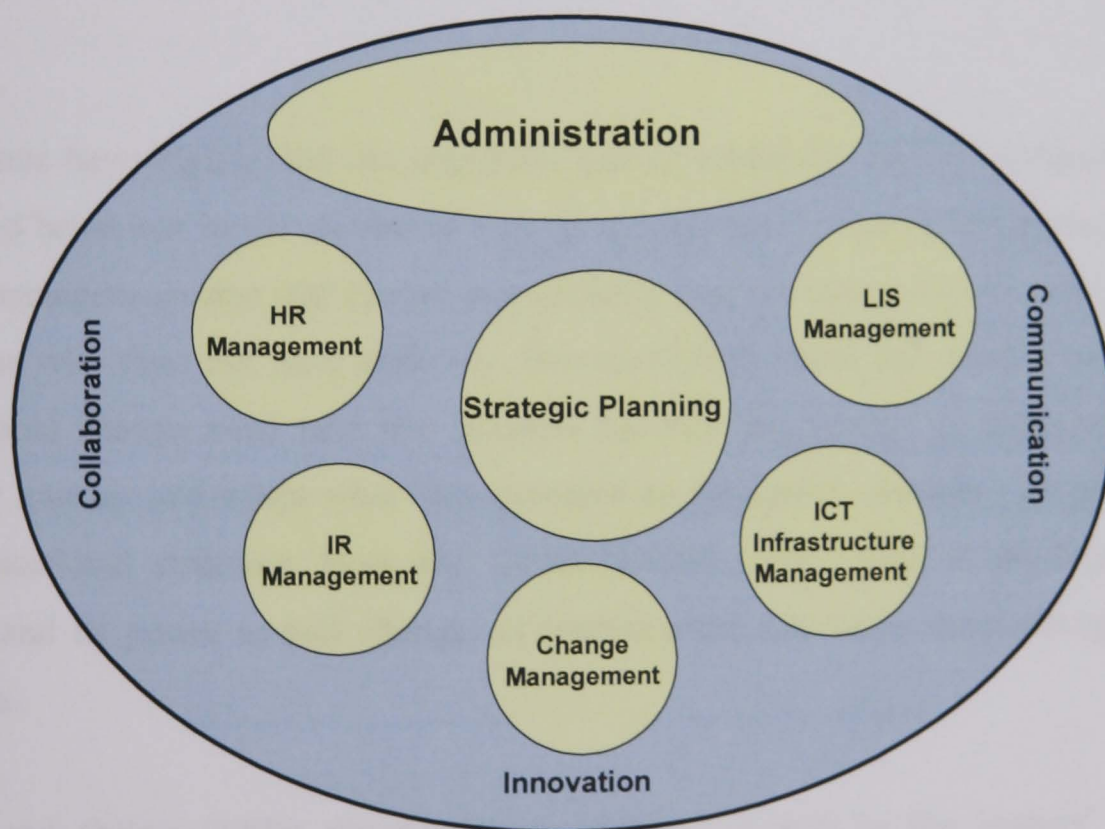 Administration
HR
Management
LIS
Management
Strategic Planning
Collaboration
Communication
IR
Management
ICT
Infrastructure
Management
Change
Management
Innovation